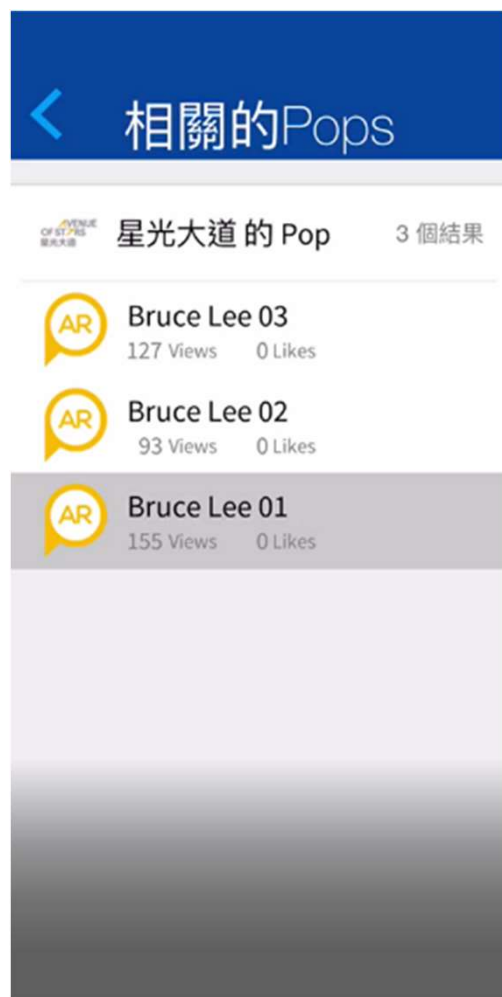 相關的Pops
AVENUE
OF STARS
星光大道
星光大道 的 Pop 3 個結果
AR
Bruce Lee 03
127 Views 0 Likes
AR
Bruce Lee 02
93 Views 0 Likes
AR
Bruce Lee 01
155 Views 0 Likes